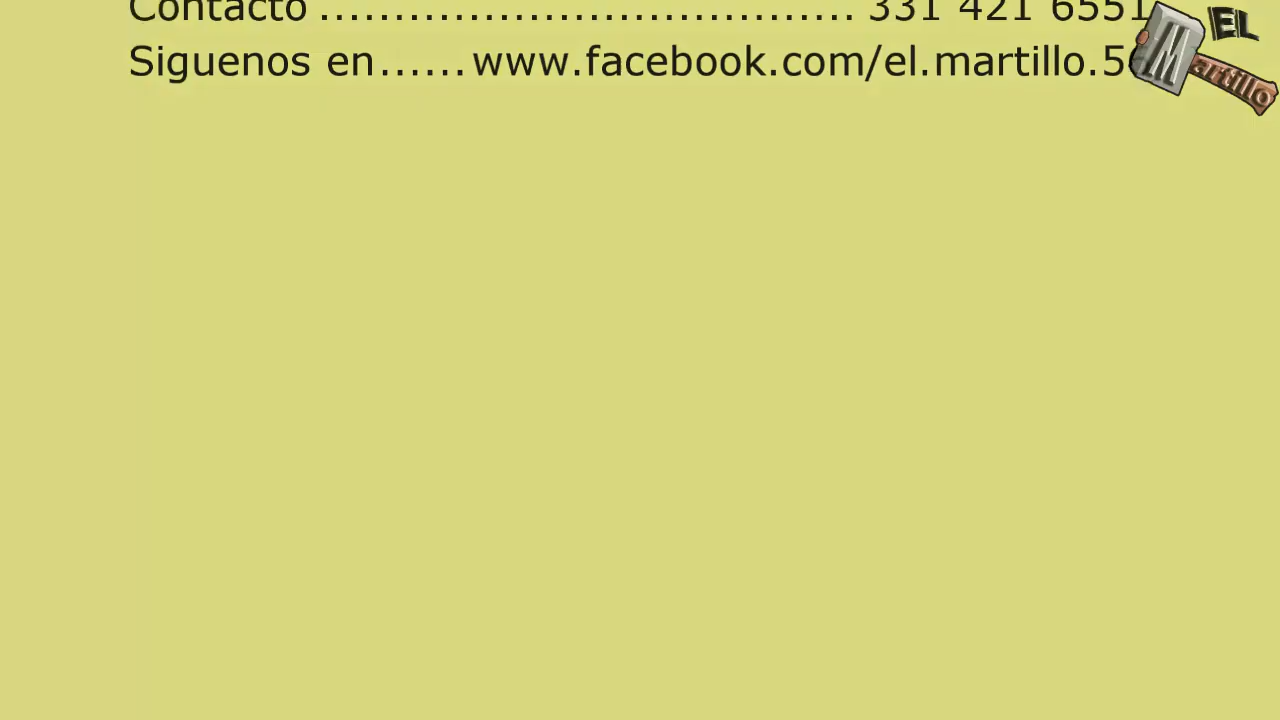 Contacto .................................... 331 421 6551
Siguenos en......www.facebook.com/el.martillo.5
EL
Martillo